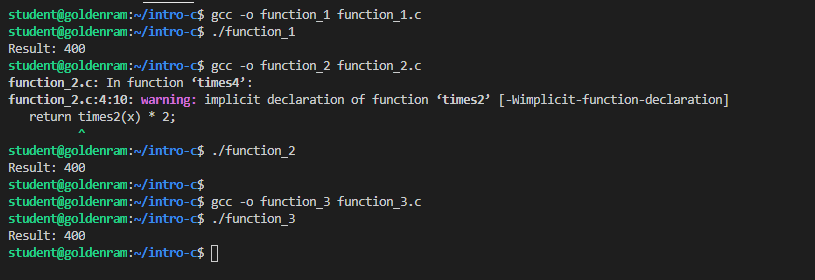 student@goldenram:~/intro-c$ gcc -o function_1 function_1.c
student@goldenram:~/intro-c$ ./function_1
Result: 400
student@goldenram:~/intro-c$ gcc -o function_2 function_2.c
function_2.c: In function ‘times4’:
function_2.c:4:10: warning: implicit declaration of function ‘times2’ [-Wimplicit-function-declaration]
   return times2(x) * 2;
          ^
student@goldenram:~/intro-c$ ./function_2
Result: 400
student@goldenram:~/intro-c$
student@goldenram:~/intro-c$ gcc -o function_3 function_3.c
student@goldenram:~/intro-c$ ./function_3
Result: 400
student@goldenram:~/intro-c$